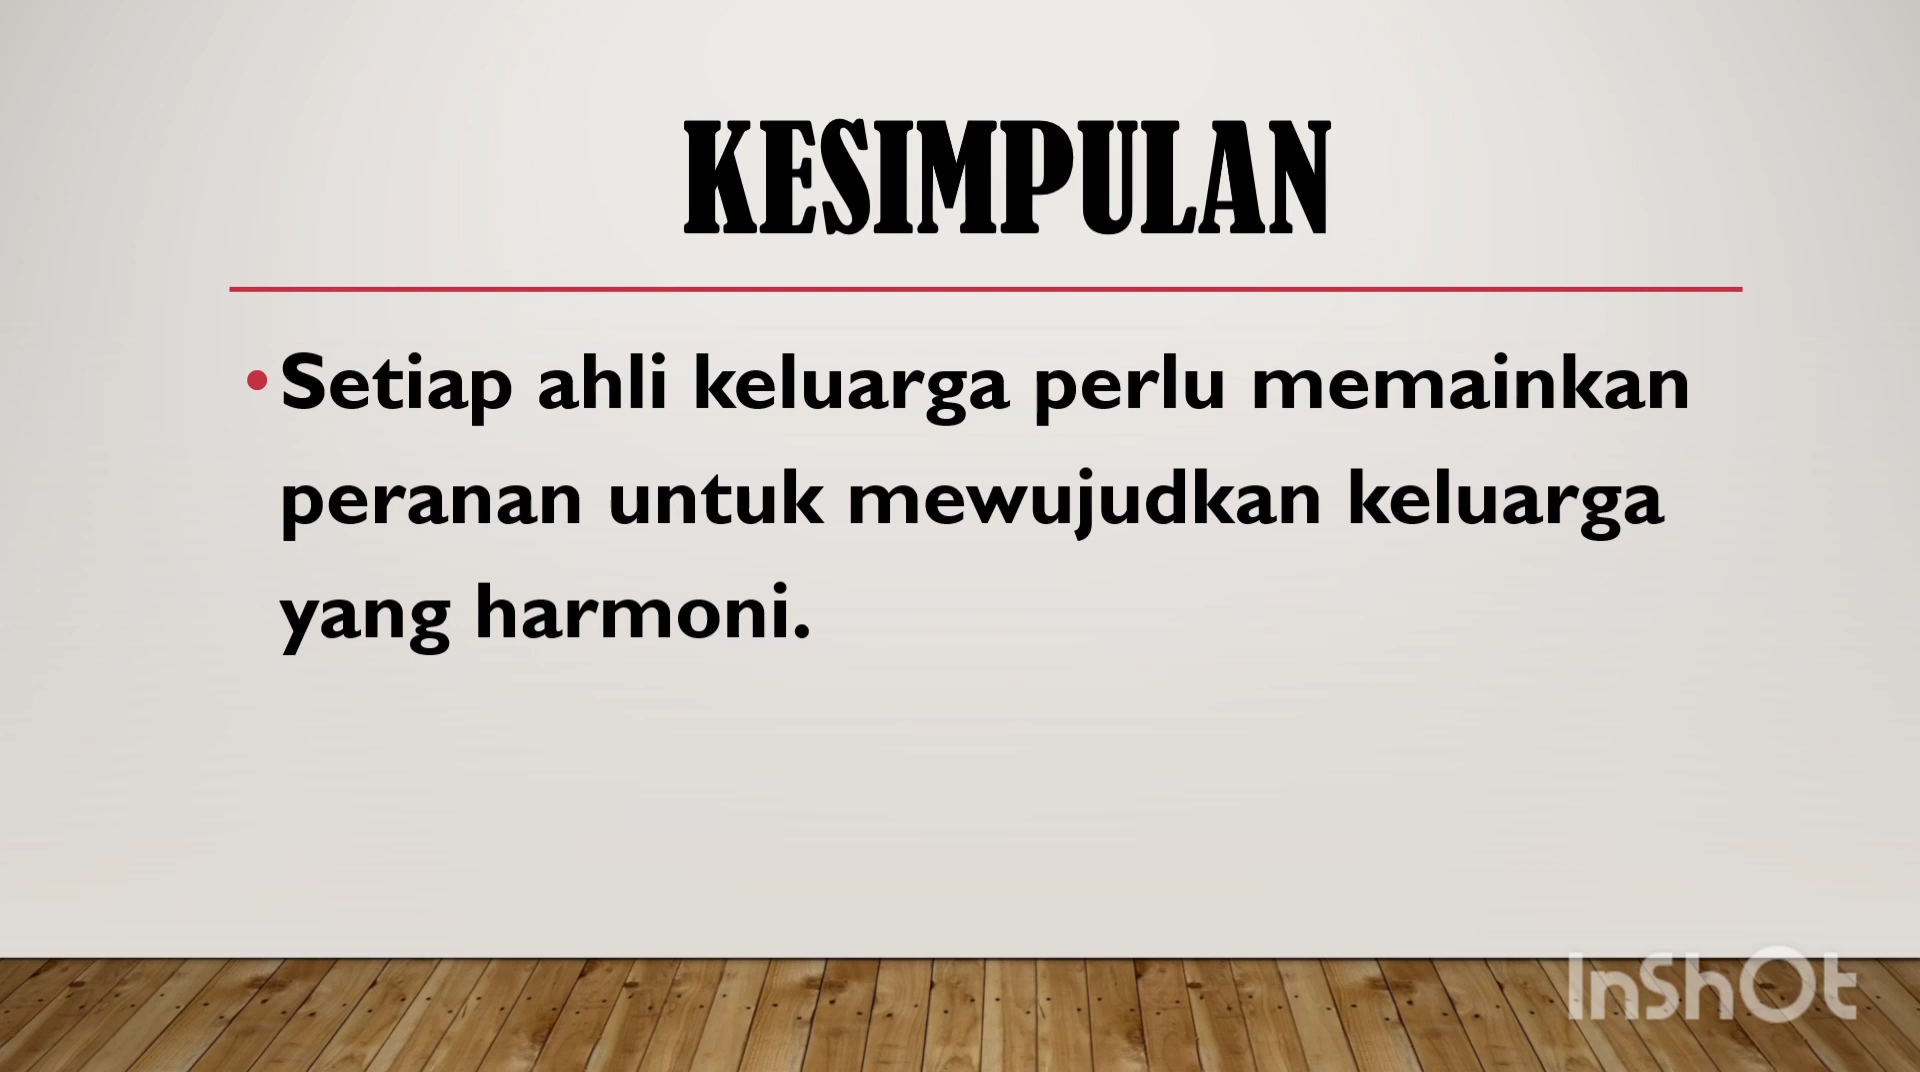 KESIMPULAN
• Setiap ahli keluarga perlu memainkan
peranan untuk mewujudkan keluarga
yang harmoni.
InShOt